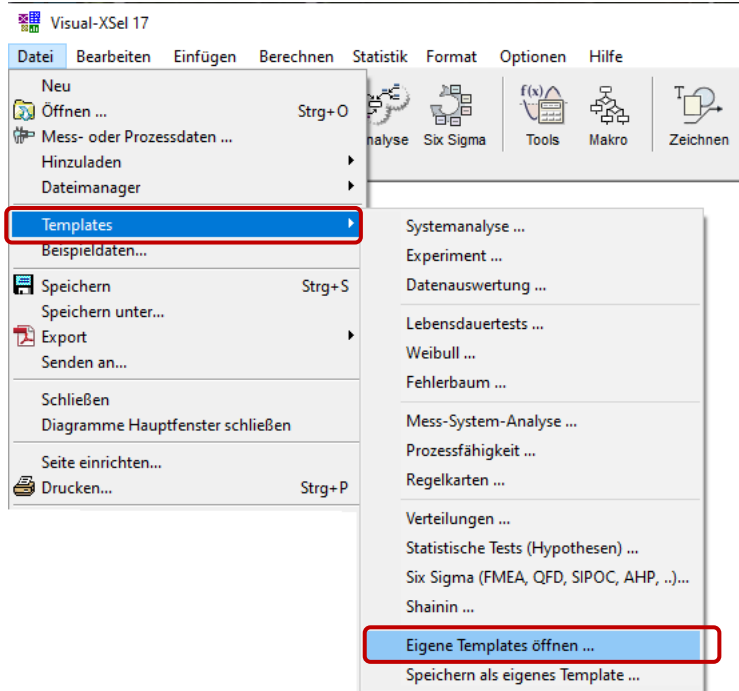 Visual-XSel 17
Datei Bearbeiten Einfügen Berechnen Statistik Format Optionen Hilfe
Neu
Öffnen ... Strg+O
Mess- oder Prozessdaten ...
Hinzuladen
Dateimanager
Templates
Beispieldaten...
Speichern Strg+S
Speichern unter...
Export
Senden an...
Schließen
Diagramme Hauptfenster schließen
Seite einrichten...
Drucken... Strg+P
nalyse Six Sigma Tools Makro Zeichnen
f(x)
T
Systemanalyse ...
Experiment ...
Datenauswertung ...
Lebensdauertests ...
Weibull ...
Fehlerbaum ...
Mess-System-Analyse ...
Prozessfähigkeit ...
Regelkarten ...
Verteilungen ...
Statistische Tests (Hypothesen) ...
Six Sigma (FMEA, QFD, SIPOC, AHP, ..)...
Shainin ...
Eigene Templates öffnen ...
Speichern als eigenes Template ...